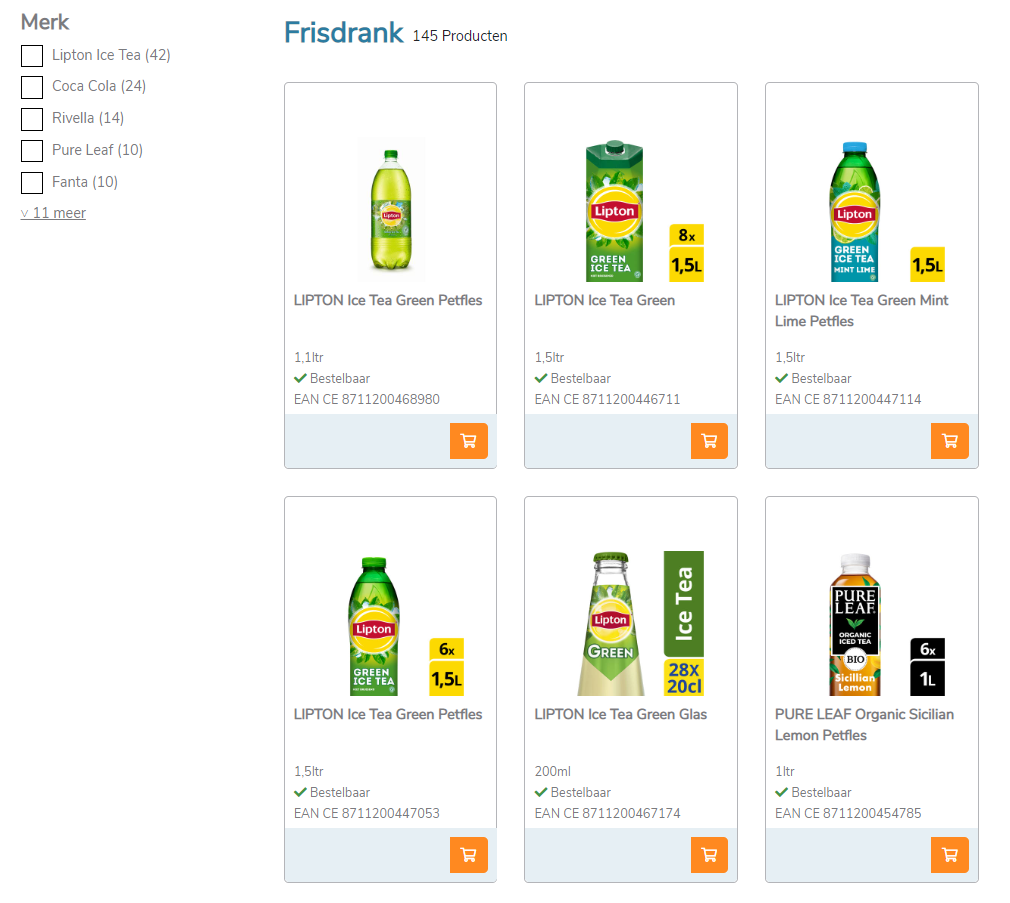 Merk
Lipton Ice Tea (42)
Coca Cola (24)
Rivella (14)
Pure Leaf (10)
Fanta (10)
˅ 11 meer
Frisdrank 145 Producten
Lipton
LIPTON Ice Tea Green Petfles
1,1ltr
Bestelbaar
EAN CE 8711200468980
Lipton
GREEN
ICE TEA
8x
1,5L
LIPTON Ice Tea Green
1,5ltr
Bestelbaar
EAN CE 8711200446711
Lipton
GREEN
ICE TEA
MINT LIME
1,5L
LIPTON Ice Tea Green Mint
Lime Petfles
1,5ltr
Bestelbaar
EAN CE 8711200447114
Lipton
GREEN
ICE TEA
6x
1,5L
LIPTON Ice Tea Green Petfles
1,5ltr
Bestelbaar
EAN CE 8711200447053
Lipton
GREEN
Ice Tea
28X
20cl
LIPTON Ice Tea Green Glas
200ml
Bestelbaar
EAN CE 8711200467174
PURE
LEAF
ORGANIC
ICED TEA
BIO
Sicillian
Lemon
6x
1L
PURE LEAF Organic Sicilian
Lemon Petfles
1ltr
Bestelbaar
EAN CE 8711200454785